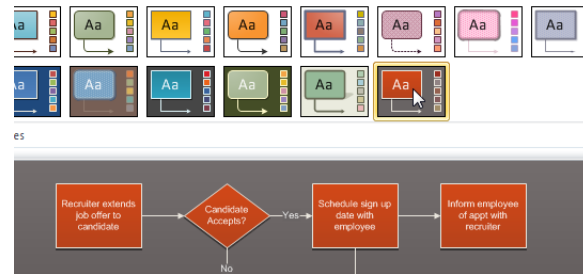 Aa Aa Aa Aa Aa Aa Aa Aa
Aa Aa Aa Aa Aa Aa
es
Recruiter extends
job offer to
candidate
Candidate
Accepts?
Yes
No
Schedule sign up
date with
employee
Inform employee
of appt with
recruiter